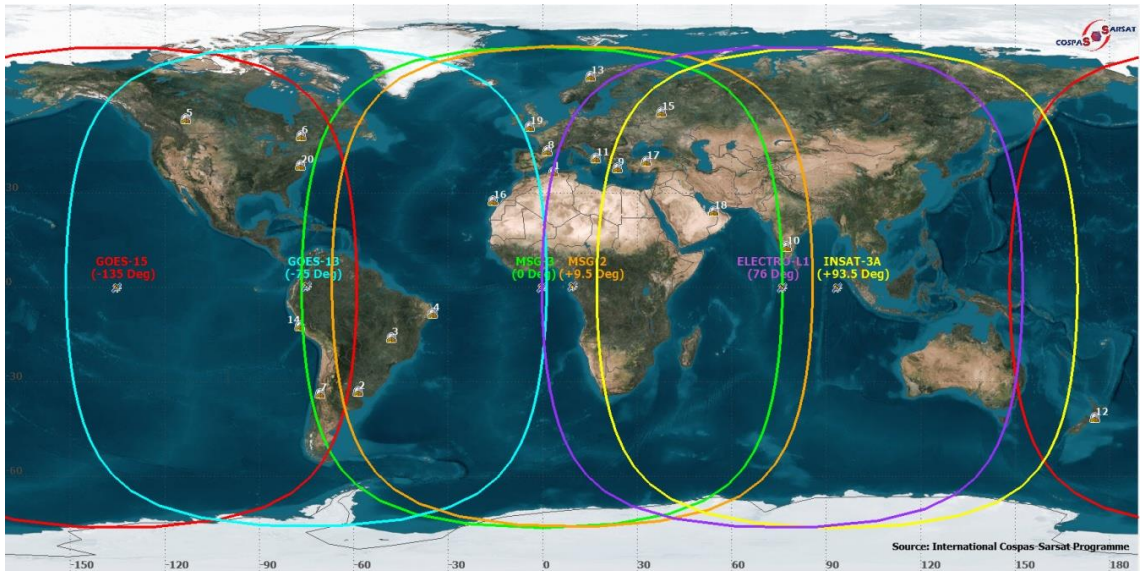 COSPAS SARSAT
13
5
15
19
6
8
11
20
17
1
9
16
18
10
GOES-15
(-135 Deg)
GOES-13
(-75 Deg)
MSG-3
(0 Deg)
MSG-2
(+9.5 Deg)
ELECTRO-L1
(76 Deg)
INSAT-3A
(+93.5 Deg)
30
0
4
14
3
-30
7
2
12
-60
Source: International Cospas-Sarsat Programme
-150
-120
-90
-60
-30
0
30
60
90
120
150
180